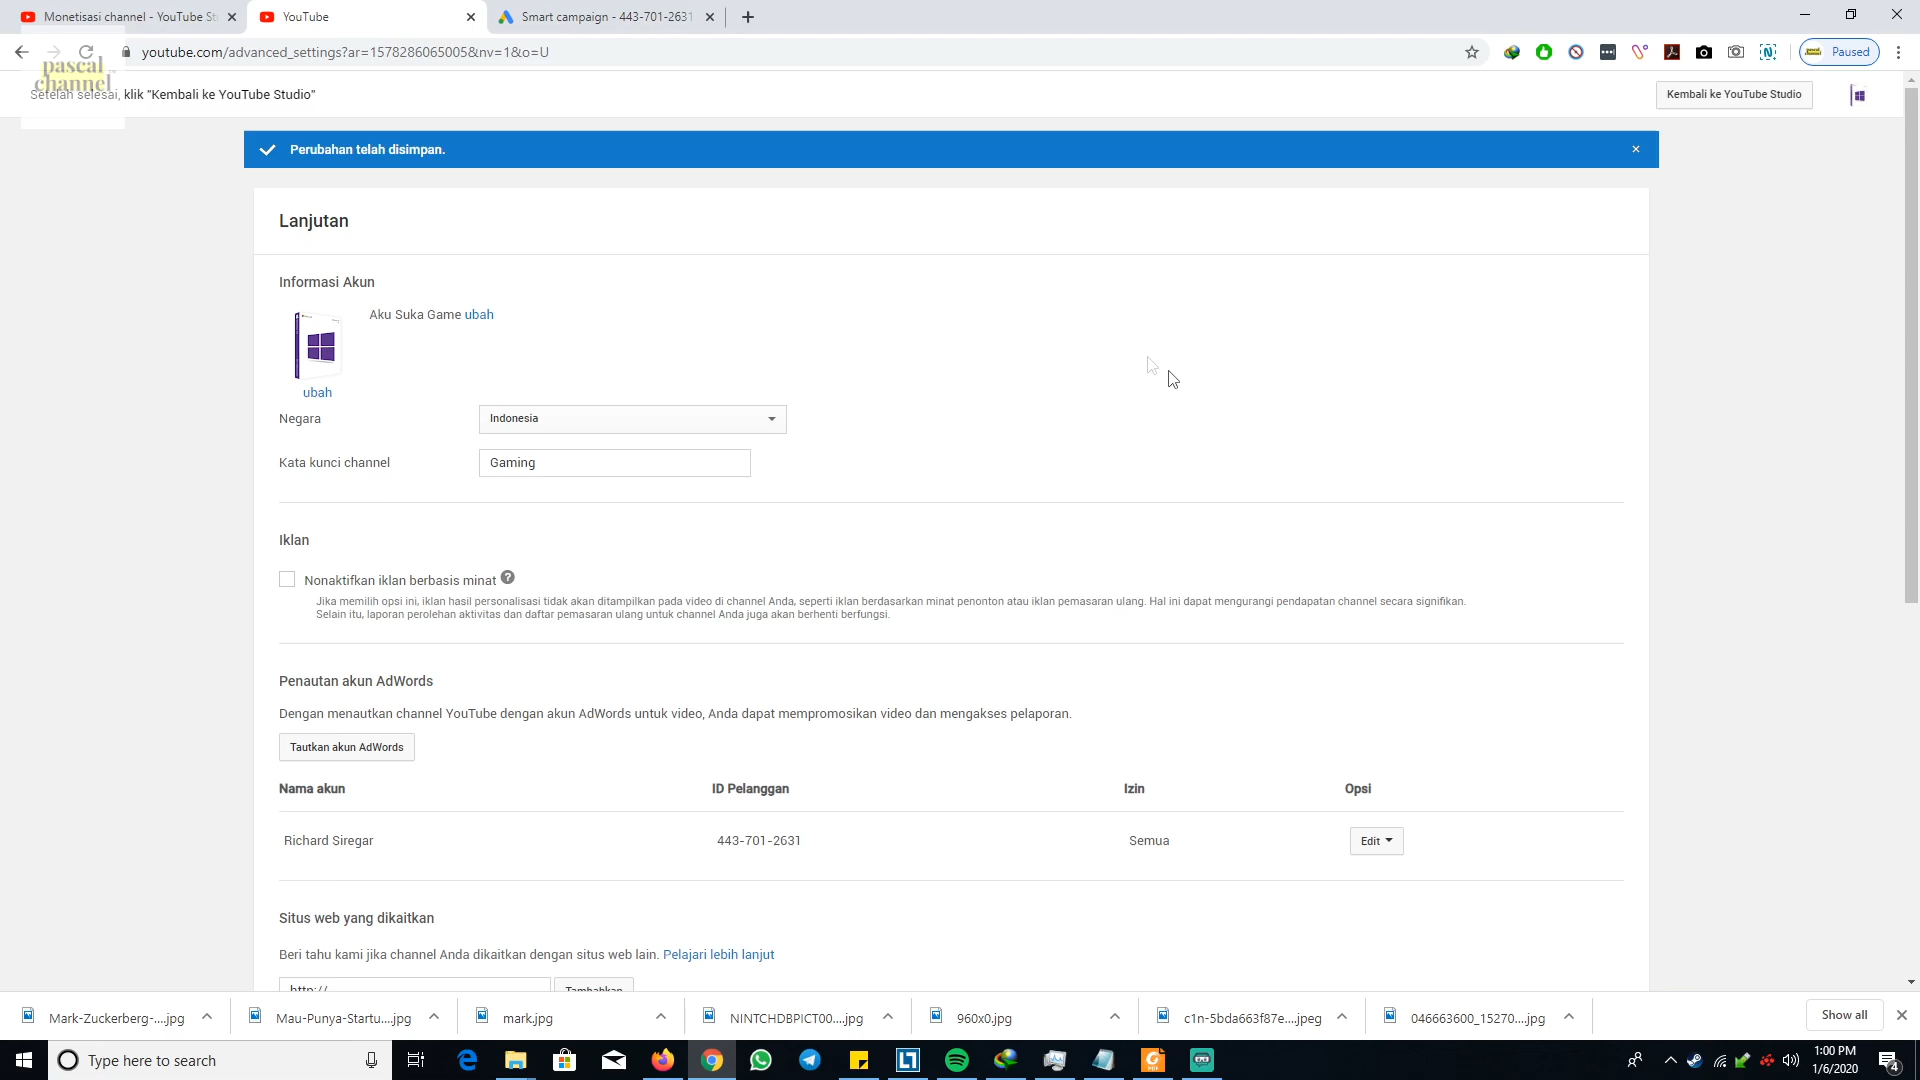 Monetisasi channel - YouTube St
YouTube
Smart campaign - 443-701-2631
youtube.com/advanced_settings?ar=1578286065005&nv=1&o=U
Paused
pascal
channel
Setelah selesai, klik "Kembali ke YouTube Studio"
Kembali ke YouTube Studio
Perubahan telah disimpan.
Lanjutan
Informasi Akun
Aku Suka Game ubah
ubah
Negara
Indonesia
Kata kunci channel
Gaming
Iklan
Nonaktifkan iklan berbasis minat
Jika memilih opsi ini, iklan hasil personalisasi tidak akan ditampilkan pada video di channel Anda, seperti iklan berdasarkan minat penonton atau iklan pemasaran ulang. Hal ini dapat mengurangi pendapatan channel secara signifikan.
Selain itu, laporan perolehan aktivitas dan daftar pemasaran ulang untuk channel Anda juga akan berhenti berfungsi.
Penautan akun AdWords
Dengan menautkan channel YouTube dengan akun AdWords untuk video, Anda dapat mempromosikan video dan mengakses pelaporan.
Tautkan akun AdWords
Nama akun ID Pelanggan Izin Opsi
Richard Siregar 443-701-2631 Semua Edit
Situs web yang dikaitkan
Beri tahu kami jika channel Anda dikaitkan dengan situs web lain. Pelajari lebih lanjut
http://
Tambahkan
Mark-Zuckerberg-....jpg
Mau-Punya-Startu....jpg
mark.jpg
NINTCHDBPICT00....jpg
960x0.jpg
c1n-5bda663f87e....jpeg
046663600_15270....jpg
Show all
Type here to search
1:00 PM
1/6/2020
4